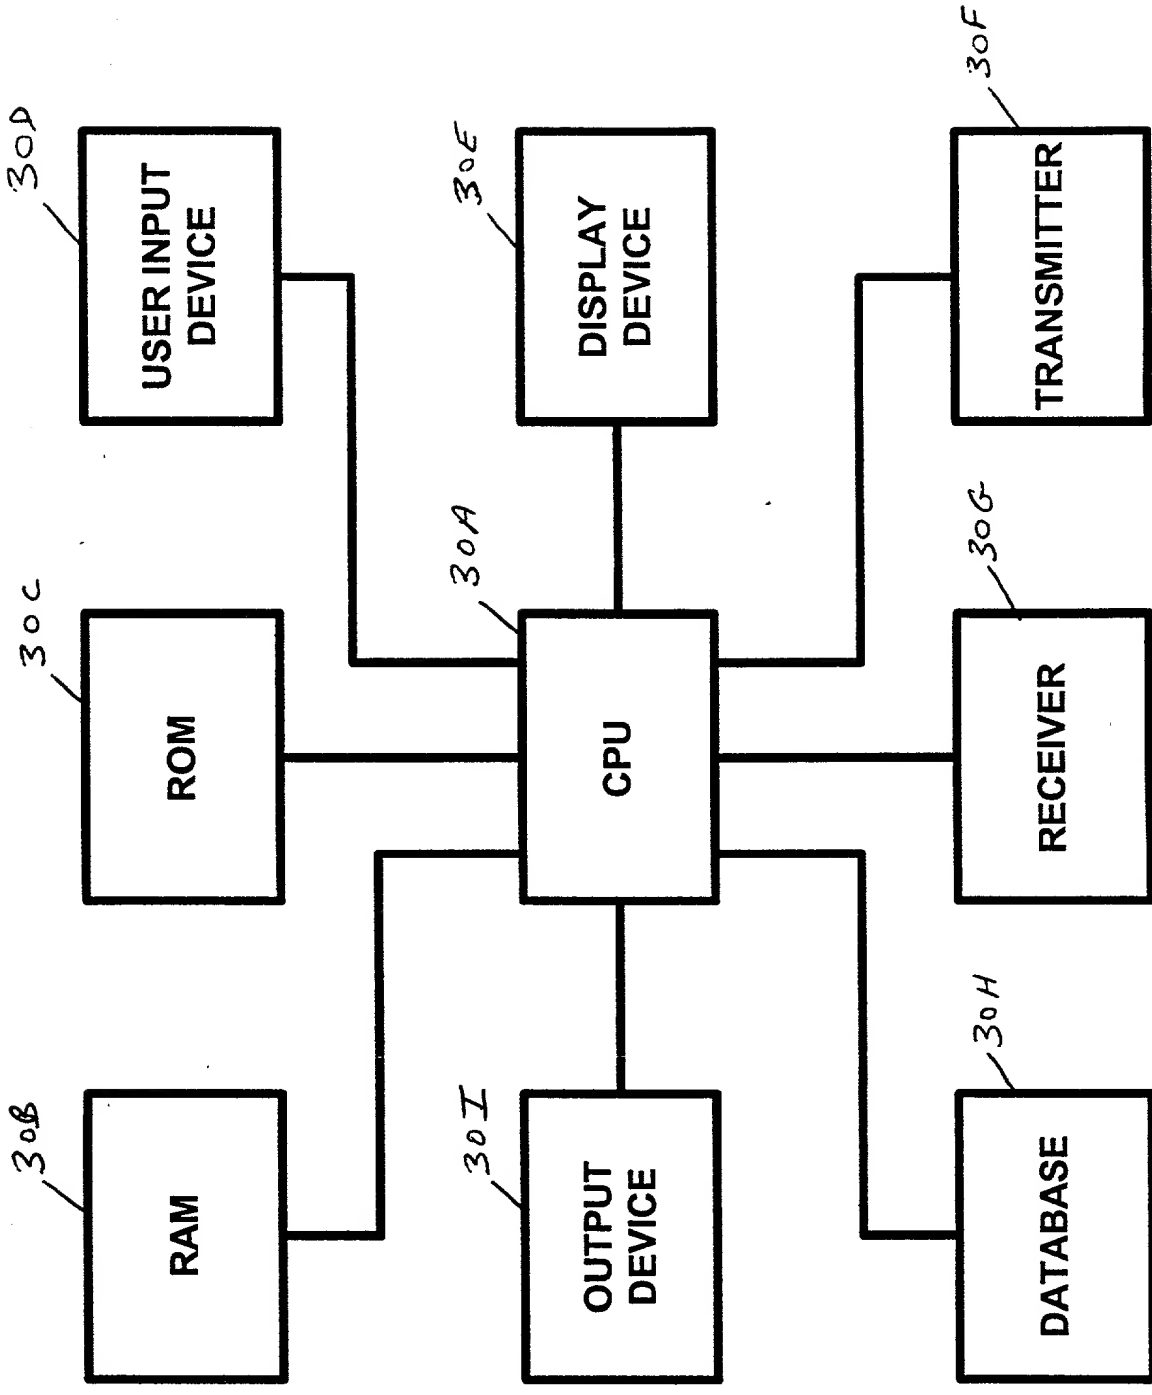 30B
RAM
30C
ROM
30D
USER INPUT
DEVICE
30I
OUTPUT
DEVICE
30A
CPU
30E
DISPLAY
DEVICE
30H
DATABASE
30G
RECEIVER
30F
TRANSMITTER